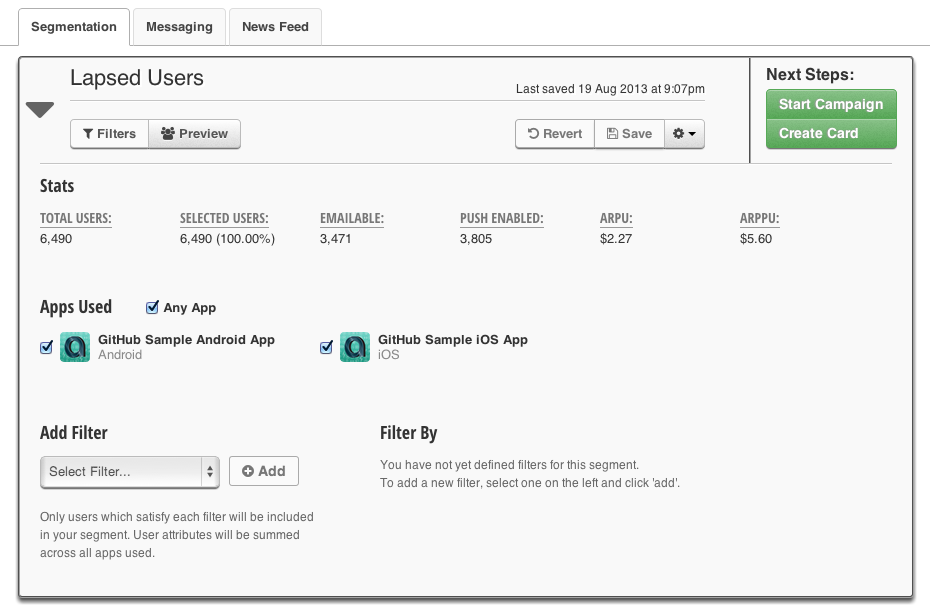 Segmentation
Messaging
News Feed
Lapsed Users
Last saved 19 Aug 2013 at 9:07pm
Next Steps:
Start Campaign
Create Card
Filters
Preview
Revert
Save
Stats
TOTAL USERS:
SELECTED USERS:
EMAILABLE:
PUSH ENABLED:
ARPU:
ARPPU:
6,490
6,490 (100.00%)
3,471
3,805
$2.27
$5.60
Apps Used
Any App
GitHub Sample Android App
Android
GitHub Sample iOS App
iOS
Add Filter
Select Filter...
Add
Only users which satisfy each filter will be included
in your segment. User attributes will be summed
across all apps used.
Filter By
You have not yet defined filters for this segment.
To add a new filter, select one on the left and click 'add'.